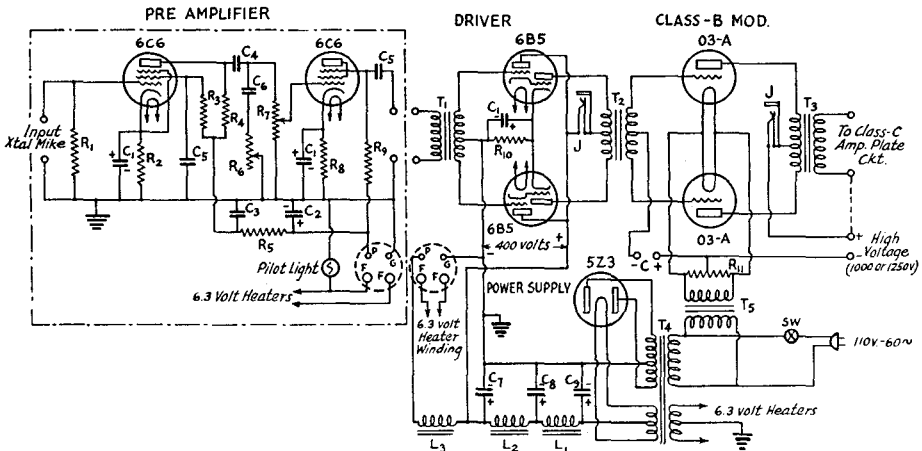 PRE AMPLIFIER
DRIVER
CLASS-B MOD.
6C6
6C6
6B5
03-A
C4
C5
C6
R3
R4
R7
Input
Xtal Mike
R1
C1
R2
C5
R6
C1
R8
R9
C3
C2
R5
Pilot Light
P
G
F
F
6.3 Volt Heaters
T1
C1
R10
J
T2
6B5
400 volts
P
G
F
F
6.3 volt
Heater
Winding
POWER SUPPLY
5Z3
J
T3
To Class-C
Amp. Plate
Ckt.
03-A
-C+
R11
+ High
- Voltage
(1000 or 1250V)
T5
T4
SW
110V.-60~
C7
C8
C9
6.3 volt Heaters
L3
L2
L1